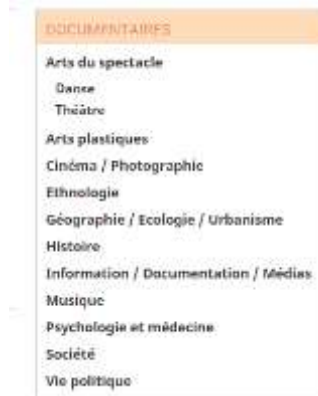 DOCUMENTAIRES
Arts du spectacle
Danse
Théâtre
Arts plastiques
Cinéma / Photographie
Ethnologie
Géographie / Ecologie / Urbanisme
Histoire
Information / Documentation / Médias
Musique
Psychologie et médecine
Société
Vie politique